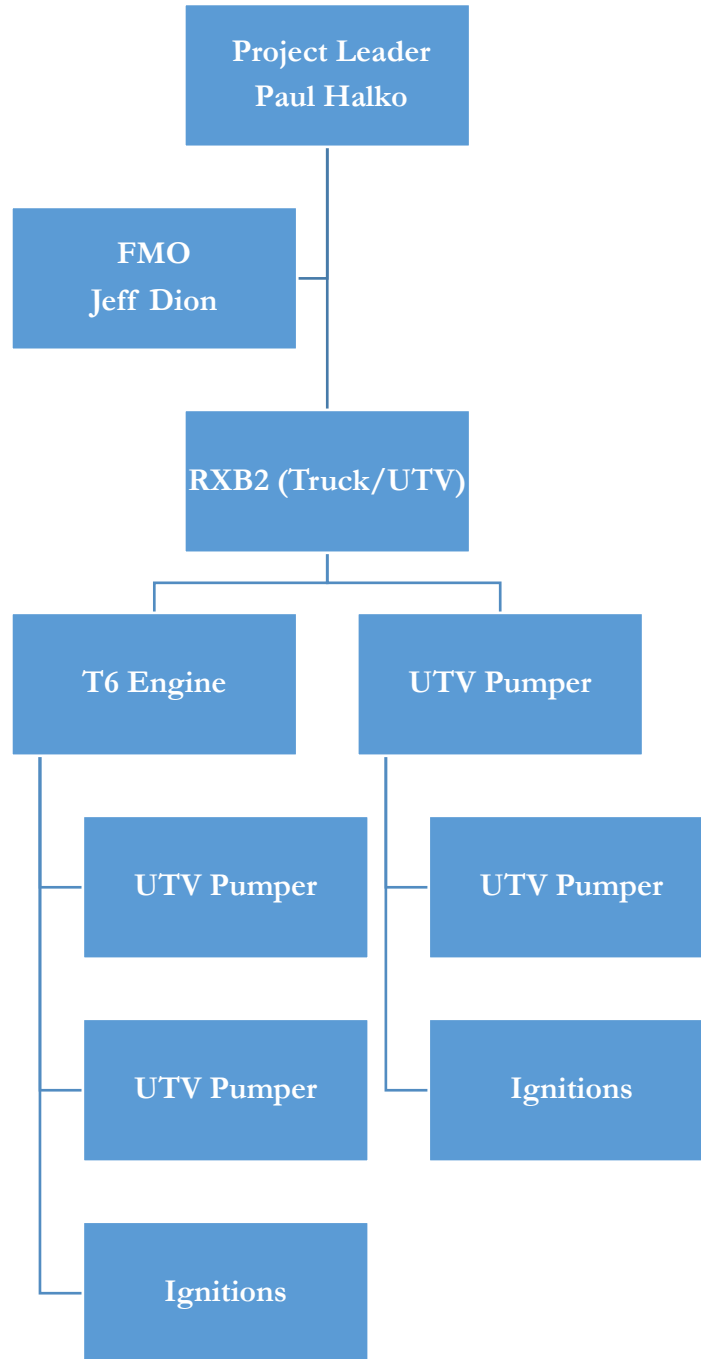 Project Leader
Paul Halko
FMO
Jeff Dion
RXB2 (Truck/UTV)
T6 Engine
UTV Pumper
UTV Pumper
UTV Pumper
UTV Pumper
Ignitions
Ignitions